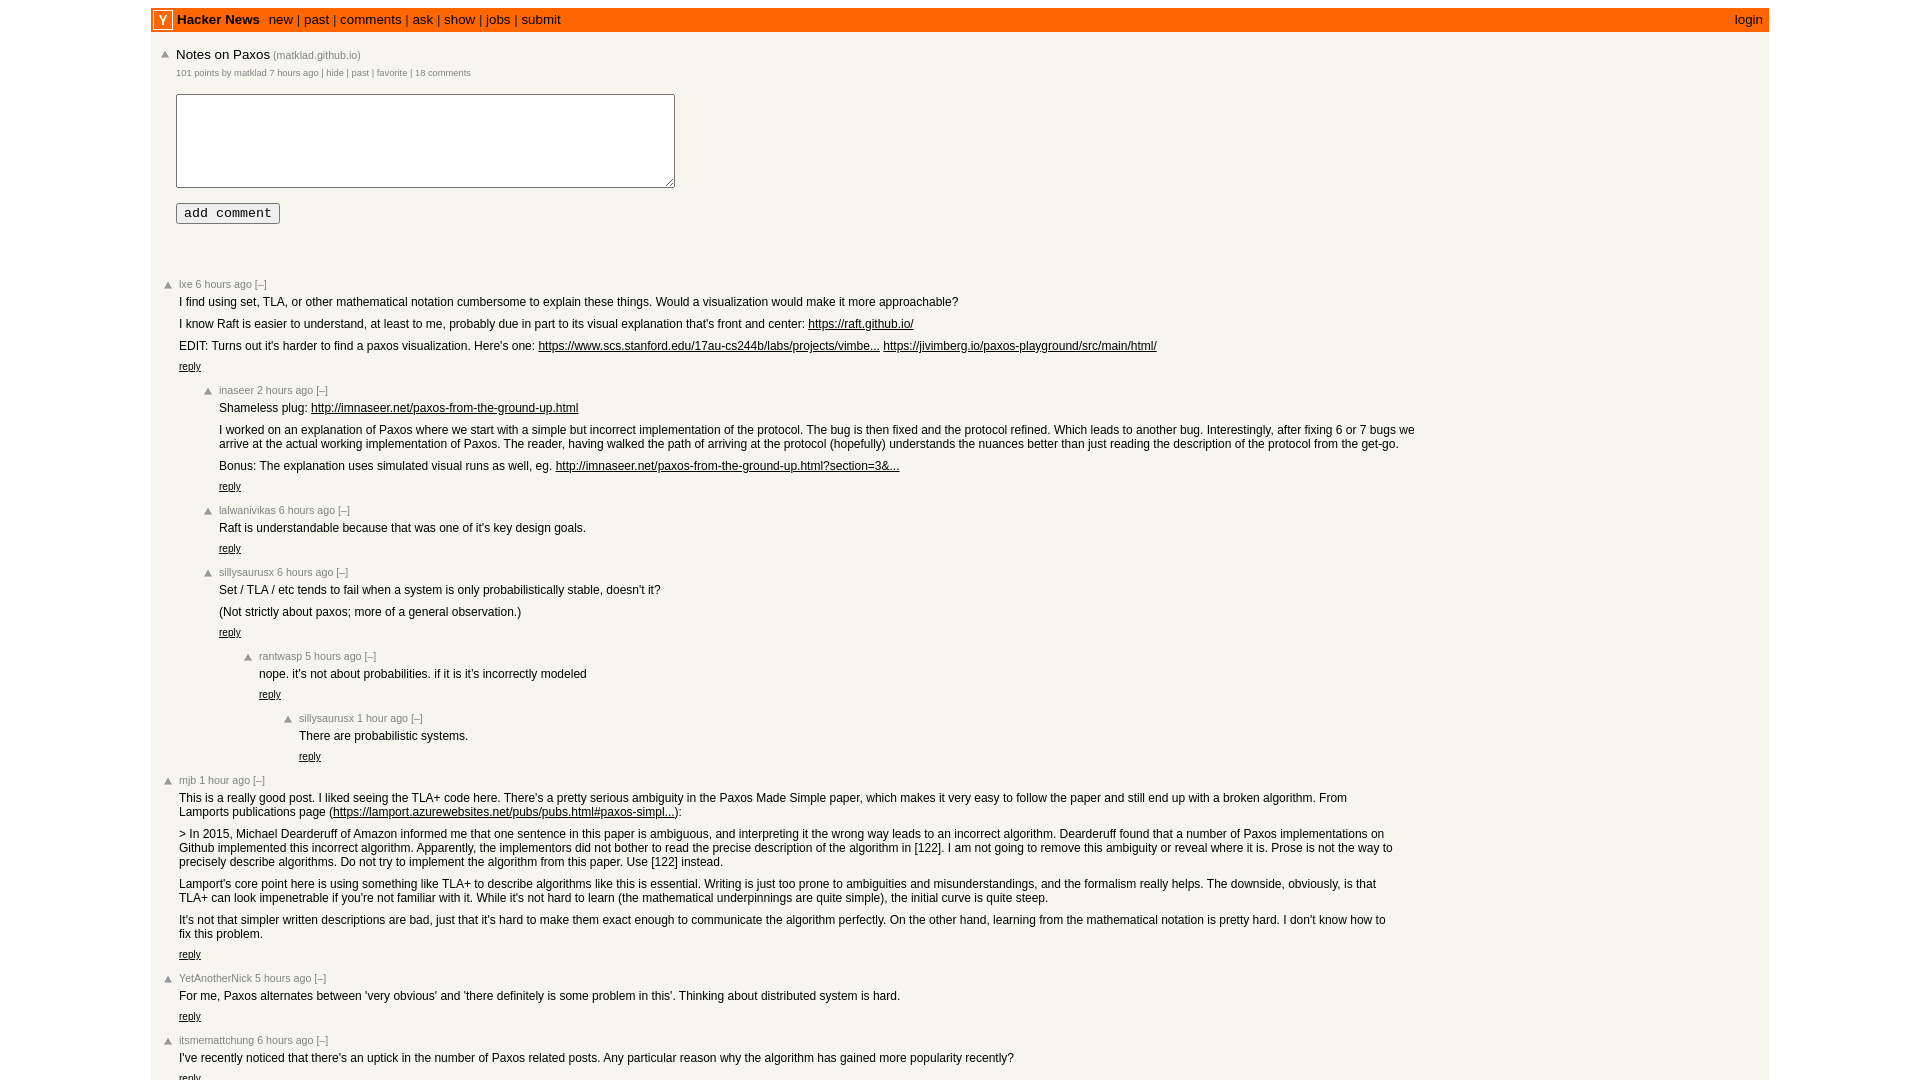 Y Hacker News new | past | comments | ask | show | jobs | submit login
Notes on Paxos (matklad.github.io)
101 points by matklad 7 hours ago | hide | past | favorite | 18 comments
add comment
lxe 6 hours ago [–]
I find using set, TLA, or other mathematical notation cumbersome to explain these things. Would a visualization would make it more approachable?
I know Raft is easier to understand, at least to me, probably due in part to its visual explanation that's front and center: https://raft.github.io/
EDIT: Turns out it's harder to find a paxos visualization. Here's one: https://www.scs.stanford.edu/17au-cs244b/labs/projects/vimbe... https://jivimberg.io/paxos-playground/src/main/html/
reply
inaseer 2 hours ago [–]
Shameless plug: http://imnaseer.net/paxos-from-the-ground-up.html
I worked on an explanation of Paxos where we start with a simple but incorrect implementation of the protocol. The bug is then fixed and the protocol refined. Which leads to another bug. Interestingly, after fixing 6 or 7 bugs we
arrive at the actual working implementation of Paxos. The reader, having walked the path of arriving at the protocol (hopefully) understands the nuances better than just reading the description of the protocol from the get-go.
Bonus: The explanation uses simulated visual runs as well, eg. http://imnaseer.net/paxos-from-the-ground-up.html?section=3&...
reply
lalwanivikas 6 hours ago [–]
Raft is understandable because that was one of it's key design goals.
reply
sillysaurusx 6 hours ago [–]
Set / TLA / etc tends to fail when a system is only probabilistically stable, doesn't it?
(Not strictly about paxos; more of a general observation.)
reply
rantwasp 5 hours ago [–]
nope. it's not about probabilities. if it is it's incorrectly modeled
reply
sillysaurusx 1 hour ago [–]
There are probabilistic systems.
reply
mjb 1 hour ago [–]
This is a really good post. I liked seeing the TLA+ code here. There's a pretty serious ambiguity in the Paxos Made Simple paper, which makes it very easy to follow the paper and still end up with a broken algorithm. From
Lamports publications page (https://lamport.azurewebsites.net/pubs/pubs.html#paxos-simpl...):
> In 2015, Michael Dearderuff of Amazon informed me that one sentence in this paper is ambiguous, and interpreting it the wrong way leads to an incorrect algorithm. Dearderuff found that a number of Paxos implementations on
Github implemented this incorrect algorithm. Apparently, the implementors did not bother to read the precise description of the algorithm in [122]. I am not going to remove this ambiguity or reveal where it is. Prose is not the way to
precisely describe algorithms. Do not try to implement the algorithm from this paper. Use [122] instead.
Lamport's core point here is using something like TLA+ to describe algorithms like this is essential. Writing is just too prone to ambiguities and misunderstandings, and the formalism really helps. The downside, obviously, is that
TLA+ can look impenetrable if you're not familiar with it. While it's not hard to learn (the mathematical underpinnings are quite simple), the initial curve is quite steep.
It's not that simpler written descriptions are bad, just that it's hard to make them exact enough to communicate the algorithm perfectly. On the other hand, learning from the mathematical notation is pretty hard. I don't know how to
fix this problem.
reply
YetAnotherNick 5 hours ago [–]
For me, Paxos alternates between 'very obvious' and 'there definitely is some problem in this'. Thinking about distributed system is hard.
reply
itsmemattchung 6 hours ago [–]
I've recently noticed that there's an uptick in the number of Paxos related posts. Any particular reason why the algorithm has gained more popularity recently?
reply